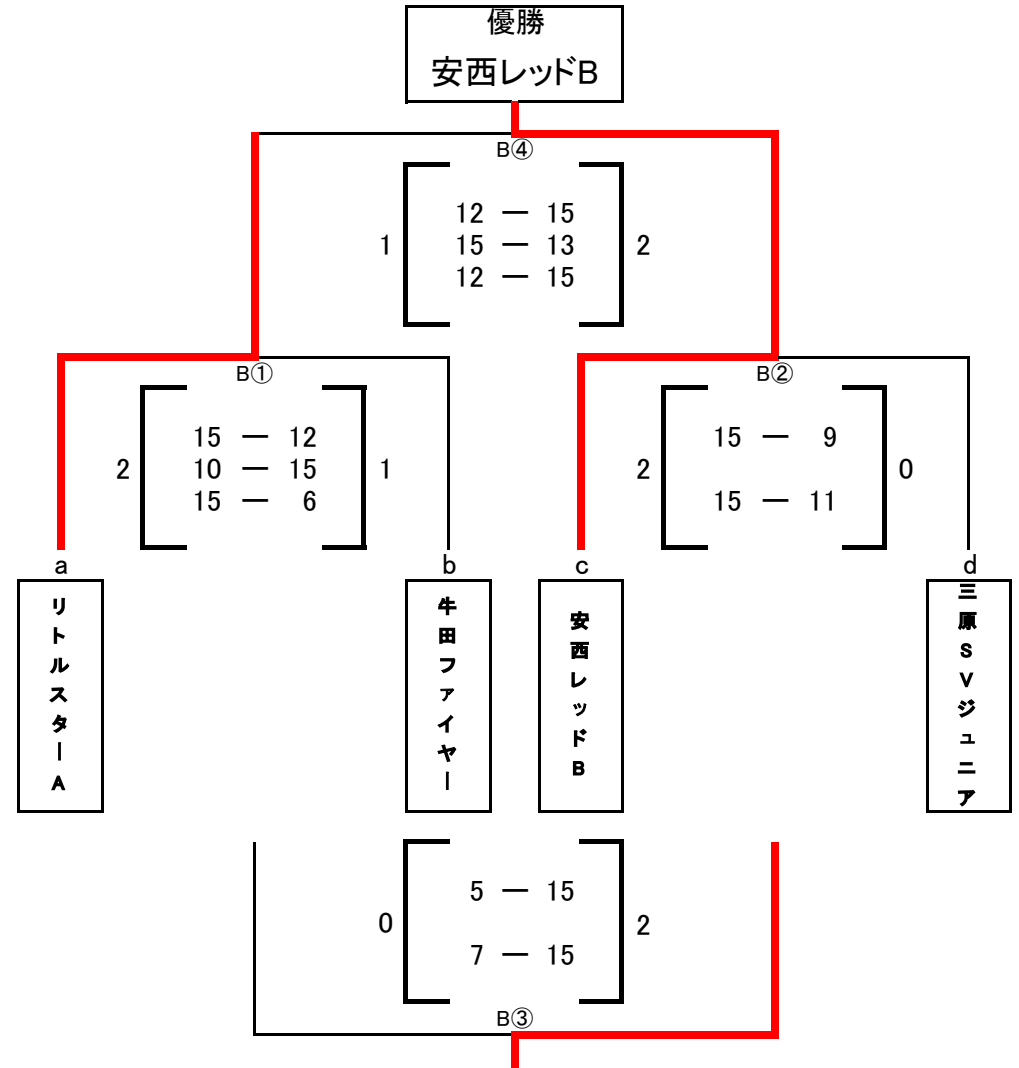 優勝
安西レッドB
B④
1
12 － 15
15 － 13
12 － 15
2
B①
2
15 － 12
10 － 15
15 － 6
1
B②
2
15 － 9
15 － 11
0
a
リトルスターA
b
牛田ファイヤー
c
安西レッドB
d
三原SVジュニア
0
5 － 15
7 － 15
2
B③